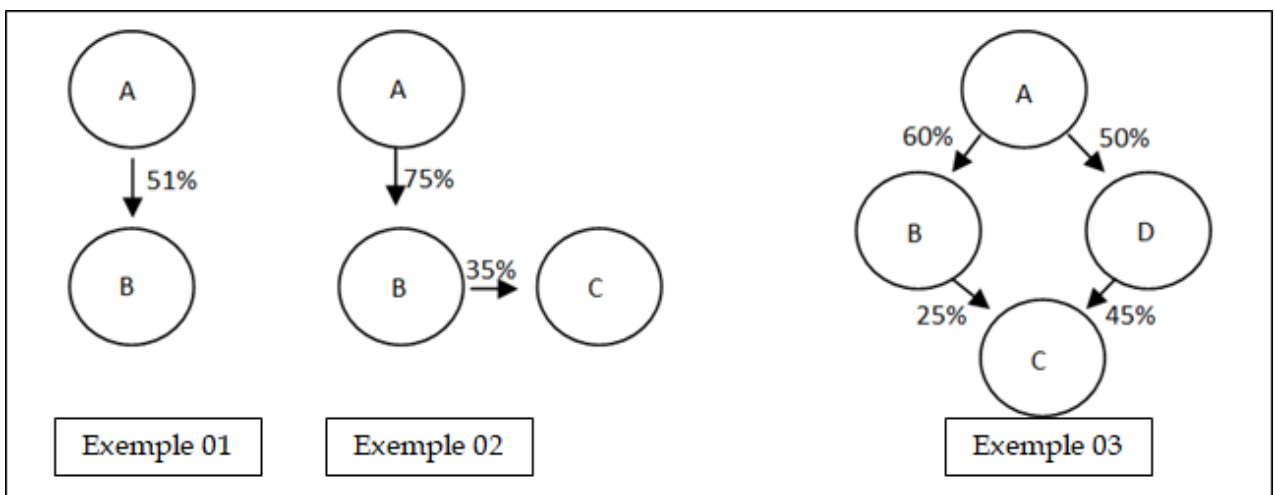 A
51%
B
Exemple 01
A
75%
B
35%
C
Exemple 02
A
60%
50%
B
D
25%
45%
C
Exemple 03